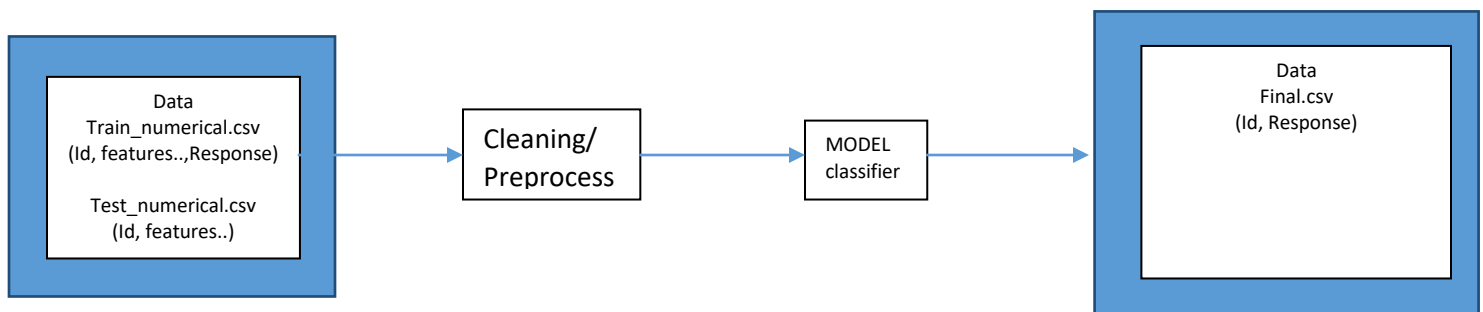 Data
Train_numerical.csv
(Id, features..,Response)
Test_numerical.csv
(Id, features..)
Cleaning/
Preprocess
MODEL
classifier
Data
Final.csv
(Id, Response)